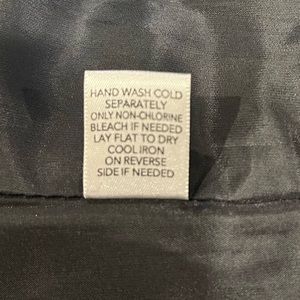 HAND WASH COLD
SEPARATELY
ONLY NON-CHLORINE
BLEACH IF NEEDED
LAY FLAT TO DRY
COOL IRON
ON REVERSE
SIDE IF NEEDED